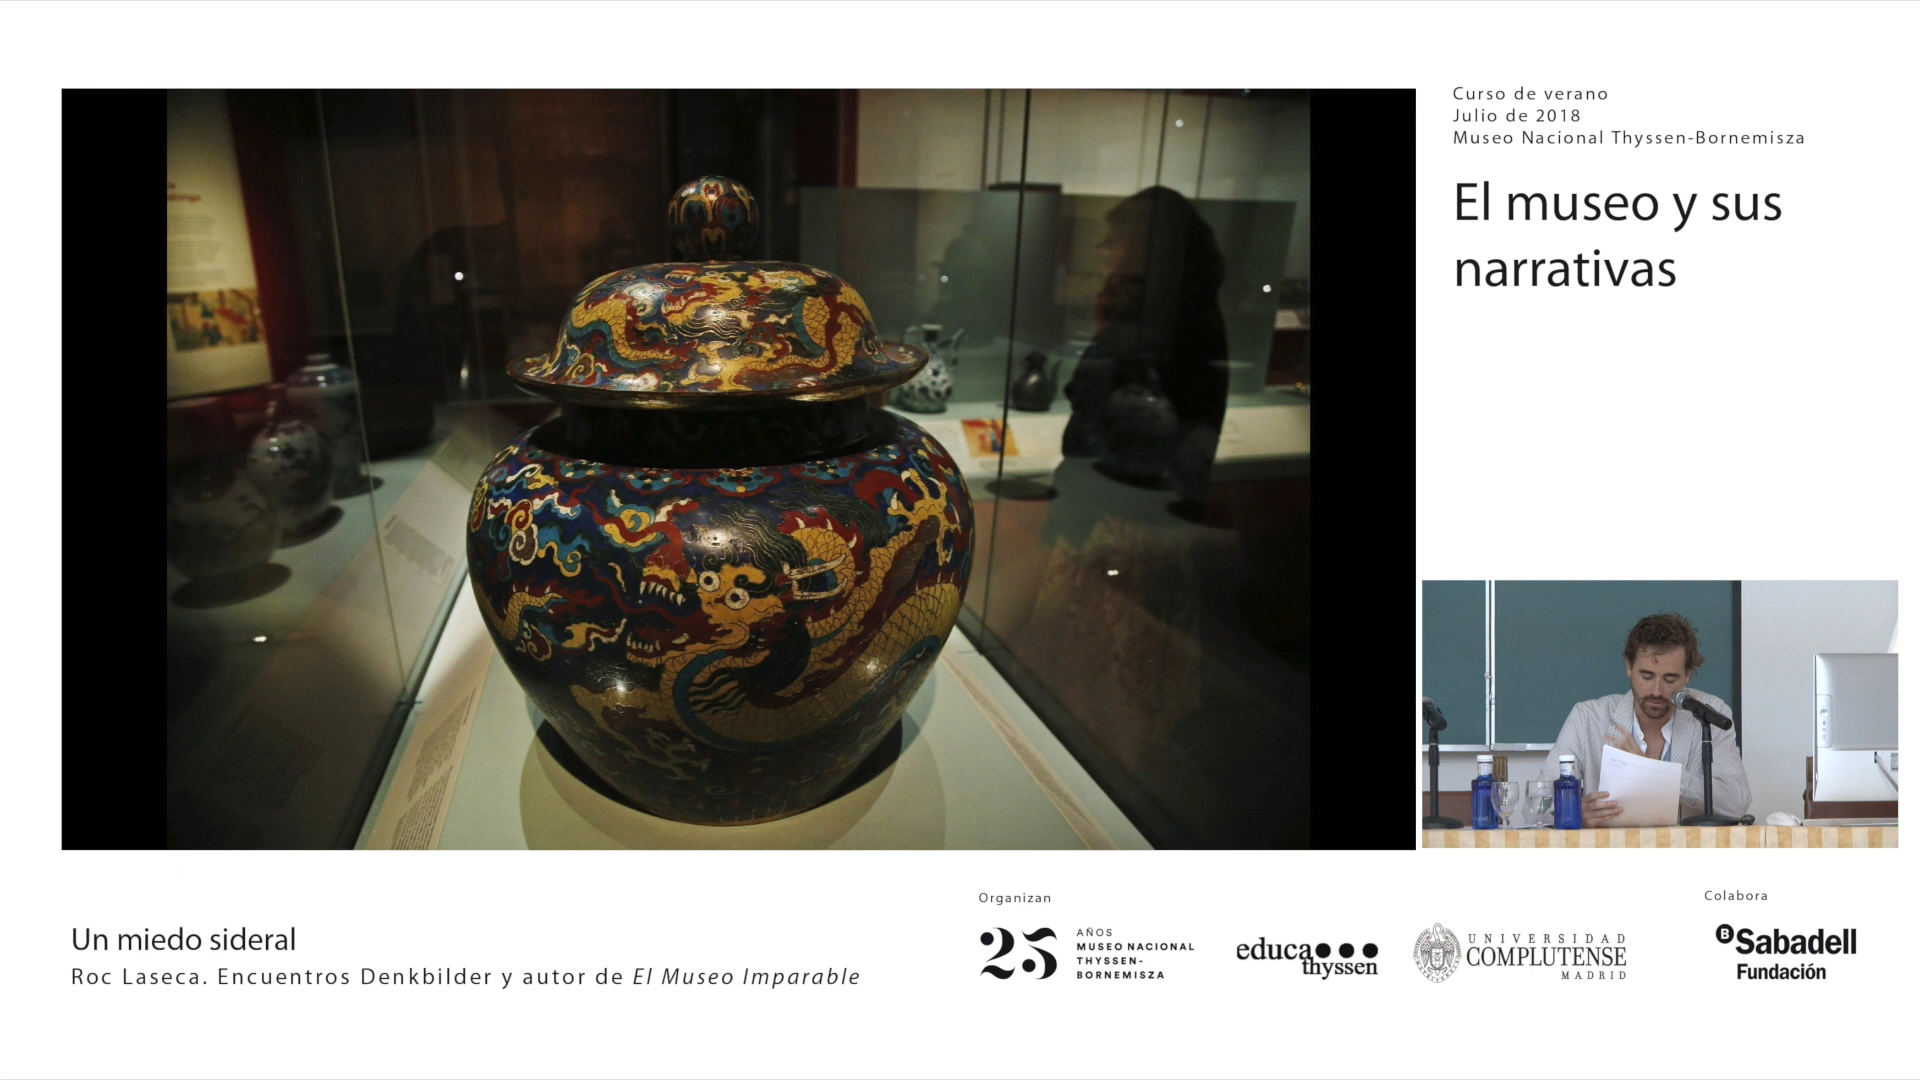 Curso de verano
Julio de 2018
Museo Nacional Thyssen-Bornemisza
El museo y sus
narrativas
Un miedo sideral
Roc Laseca. Encuentros Denkbilder y autor de El Museo Imparable
Organizan
25 AÑOS
MUSEO NACIONAL
THYSSEN-
BORNEMISZA
educa
thyssen
UNIVERSIDAD
COMPLUTENSE
MADRID
Colabora
B Sabadell
Fundación